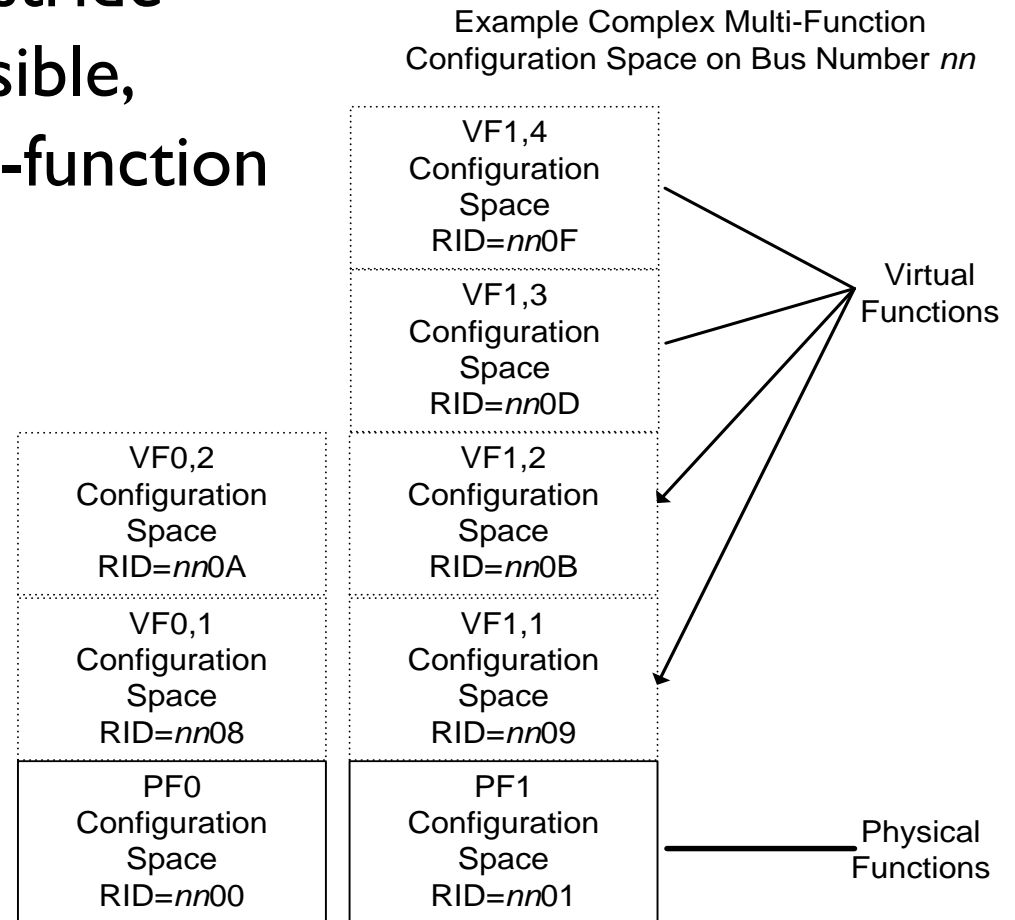 sible,
-function
Example Complex Multi-Function
Configuration Space on Bus Number nn
VF1,4
Configuration
Space
RID=nn0F
VF1,3
Configuration
Space
RID=nn0D
Virtual
Functions
VF0,2
Configuration
Space
RID=nn0A
VF1,2
Configuration
Space
RID=nn0B
VF0,1
Configuration
Space
RID=nn08
VF1,1
Configuration
Space
RID=nn09
PF0
Configuration
Space
RID=nn00
PF1
Configuration
Space
RID=nn01
Physical
Functions